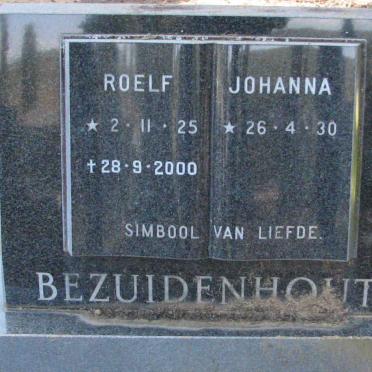 ROELF JOHANNA
★ 2·11·25 ★ 26·4·30
✝ 28·9·2000
SIMBOOL VAN LIEFDE.
BEZUIDENHOUT